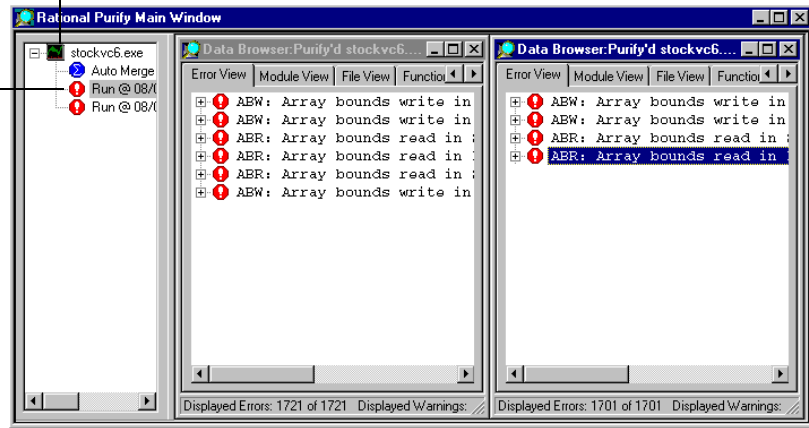 Rational Purify Main Window
stockvc6.exe
Auto Merge
Run @ 08/
Run @ 08/
Data Browser:Purify'd stockvc6....
Error View Module View File View Functio
ABW: Array bounds write in
ABW: Array bounds write in
ABR: Array bounds read in
ABR: Array bounds read in
ABR: Array bounds read in
ABW: Array bounds write in
Displayed Errors: 1721 of 1721 Displayed Warnings:
Data Browser:Purify'd stockvc6....
Error View Module View File View Functio
ABW: Array bounds write in
ABW: Array bounds write in
ABR: Array bounds read in
ABR: Array bounds read in
Displayed Errors: 1701 of 1701 Displayed Warnings: